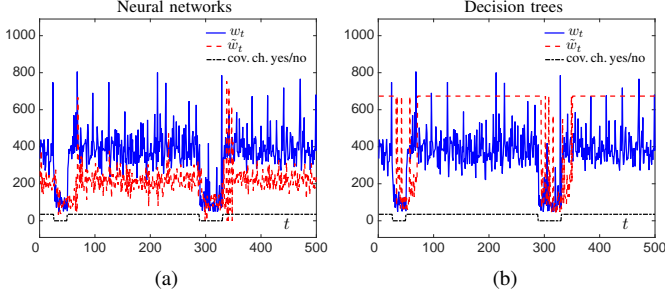 Neural networks
1000
800
600
400
200
0
w_t
w̃_t
cov. ch. yes/no
t
0 100 200 300 400 500
(a)
Decision trees
1000
800
600
400
200
0
w_t
w̃_t
cov. ch. yes/no
t
0 100 200 300 400 500
(b)